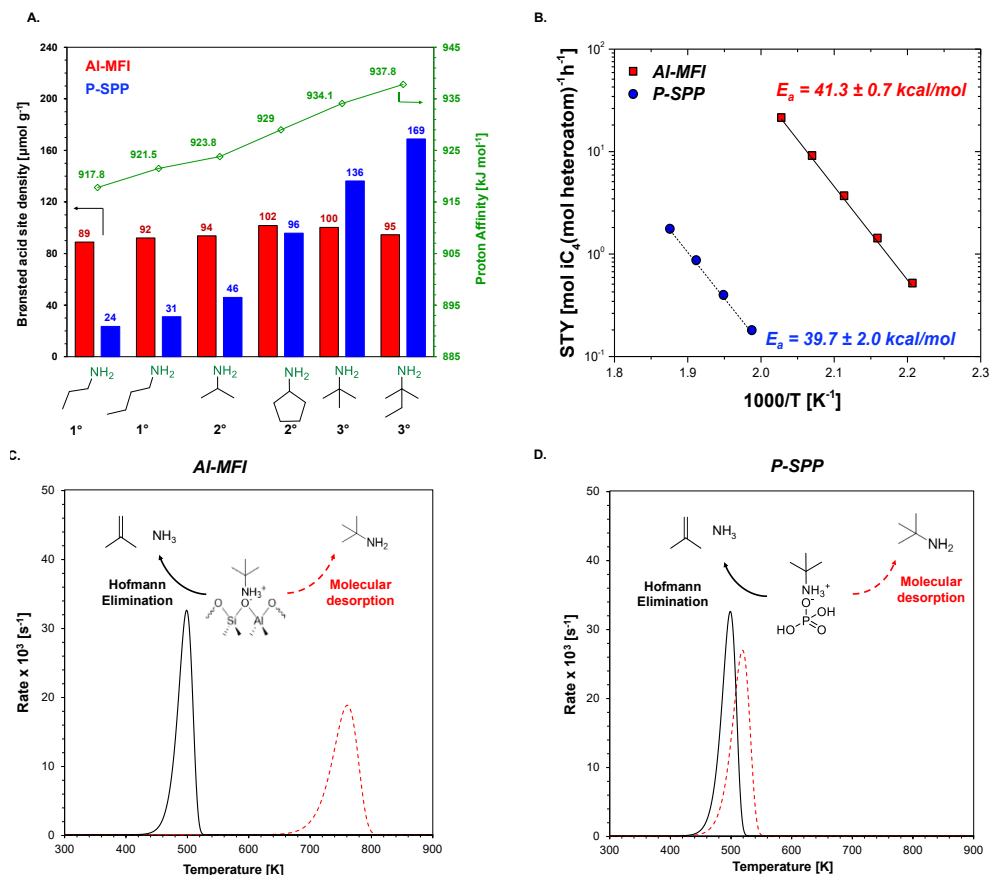 A.
Al-MFI
P-SPP
Brønsted acid site density [µmol g⁻¹]
240
200
160
120
80
40
0
917.8
921.5
923.8
929
934.1
937.8
89
24
92
31
94
46
102
96
100
136
95
169
945
935
925
915
905
895
885
Proton Affinity [kJ mol⁻¹]
NH₂
NH₂
NH₂
NH₂
NH₂
NH₂
1°
1°
2°
2°
3°
3°
B.
STY [mol iC₄(mol heteroatom)⁻¹h⁻¹]
10²
10¹
10⁰
10⁻¹
Al-MFI
P-SPP
Eₐ = 41.3 ± 0.7 kcal/mol
Eₐ = 39.7 ± 2.0 kcal/mol
1.8
1.9
2.0
2.1
2.2
2.3
1000/T [K⁻¹]
C.
Al-MFI
Rate x 10³ [s⁻¹]
50
40
30
20
10
0
NH₃
NH₂
Hofmann
Elimination
Molecular
desorption
NH₃⁺
O
O
O
Si
Al
300
400
500
600
700
800
900
Temperature [K]
D.
P-SPP
Rate x 10³ [s⁻¹]
50
40
30
20
10
0
NH₃
NH₂
Hofmann
Elimination
Molecular
desorption
NH₃⁺
O⁻
OH
P
HO
O
300
400
500
600
700
800
900
Temperature [K]